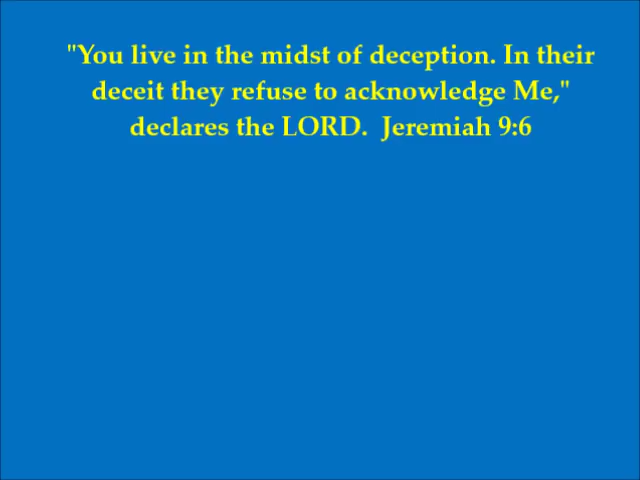 "You live in the midst of deception. In their
deceit they refuse to acknowledge Me,"
declares the LORD.  Jeremiah 9:6